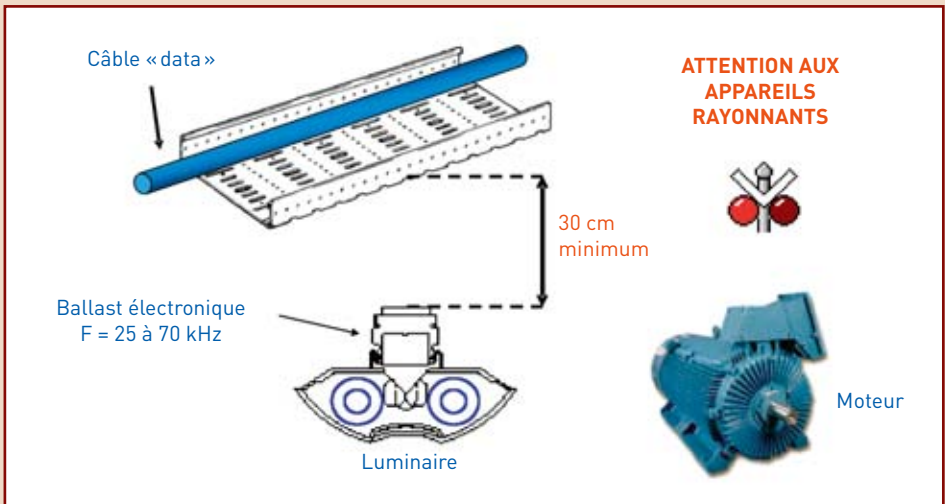 Câble «data»
ATTENTION AUX
APPAREILS
RAYONNANTS
30 cm
minimum
Ballast électronique
F = 25 à 70 kHz
Moteur
Luminaire